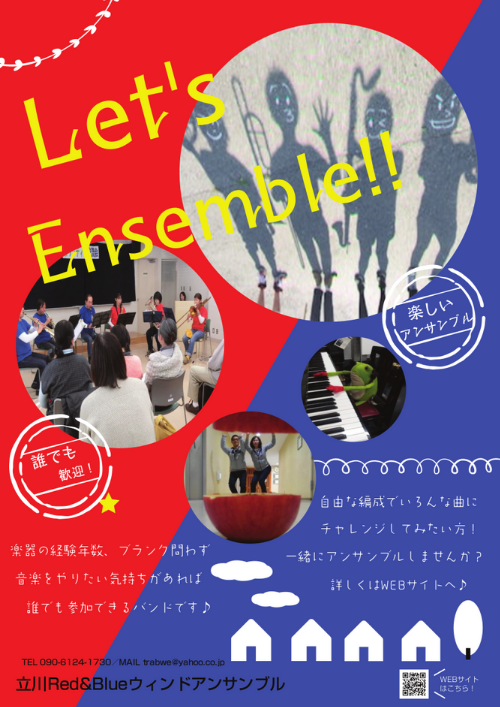 Let's
Ensemble!!
楽しい
アンサンブル
誰でも
歓迎!
自由な編成でいろんな曲に
チャレンジしてみたい方!
一緒にアンサンブルしませんか?
詳しくはWEBサイトへ♪
楽器の経験年数、ブランク問わず
音楽をやりたい気持ちがあれば
誰でも参加できるバンドです♪
TEL 090-6124-1730/MAIL trabwe@yahoo.co.jp
立川Red&Blueウィンドアンサンブル
WEBサイト
はこちら!